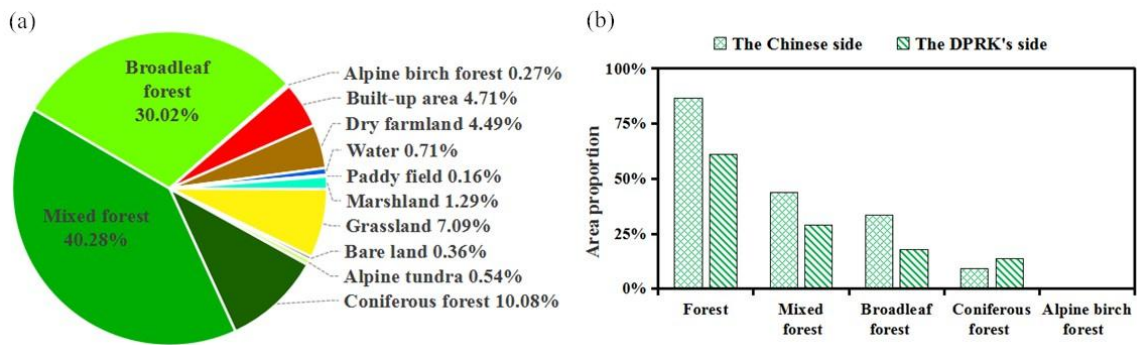 (a)
Broadleaf
forest
30.02%
Alpine birch forest 0.27%
Built-up area 4.71%
Dry farmland 4.49%
Water 0.71%
Paddy field 0.16%
Marshland 1.29%
Grassland 7.09%
Bare land 0.36%
Alpine tundra 0.54%
Coniferous forest 10.08%
Mixed forest
40.28%
(b)
The Chinese side
The DPRK's side
Area proportion
100%
75%
50%
25%
0%
Forest
Mixed
forest
Broadleaf
forest
Coniferous
forest
Alpine birch
forest